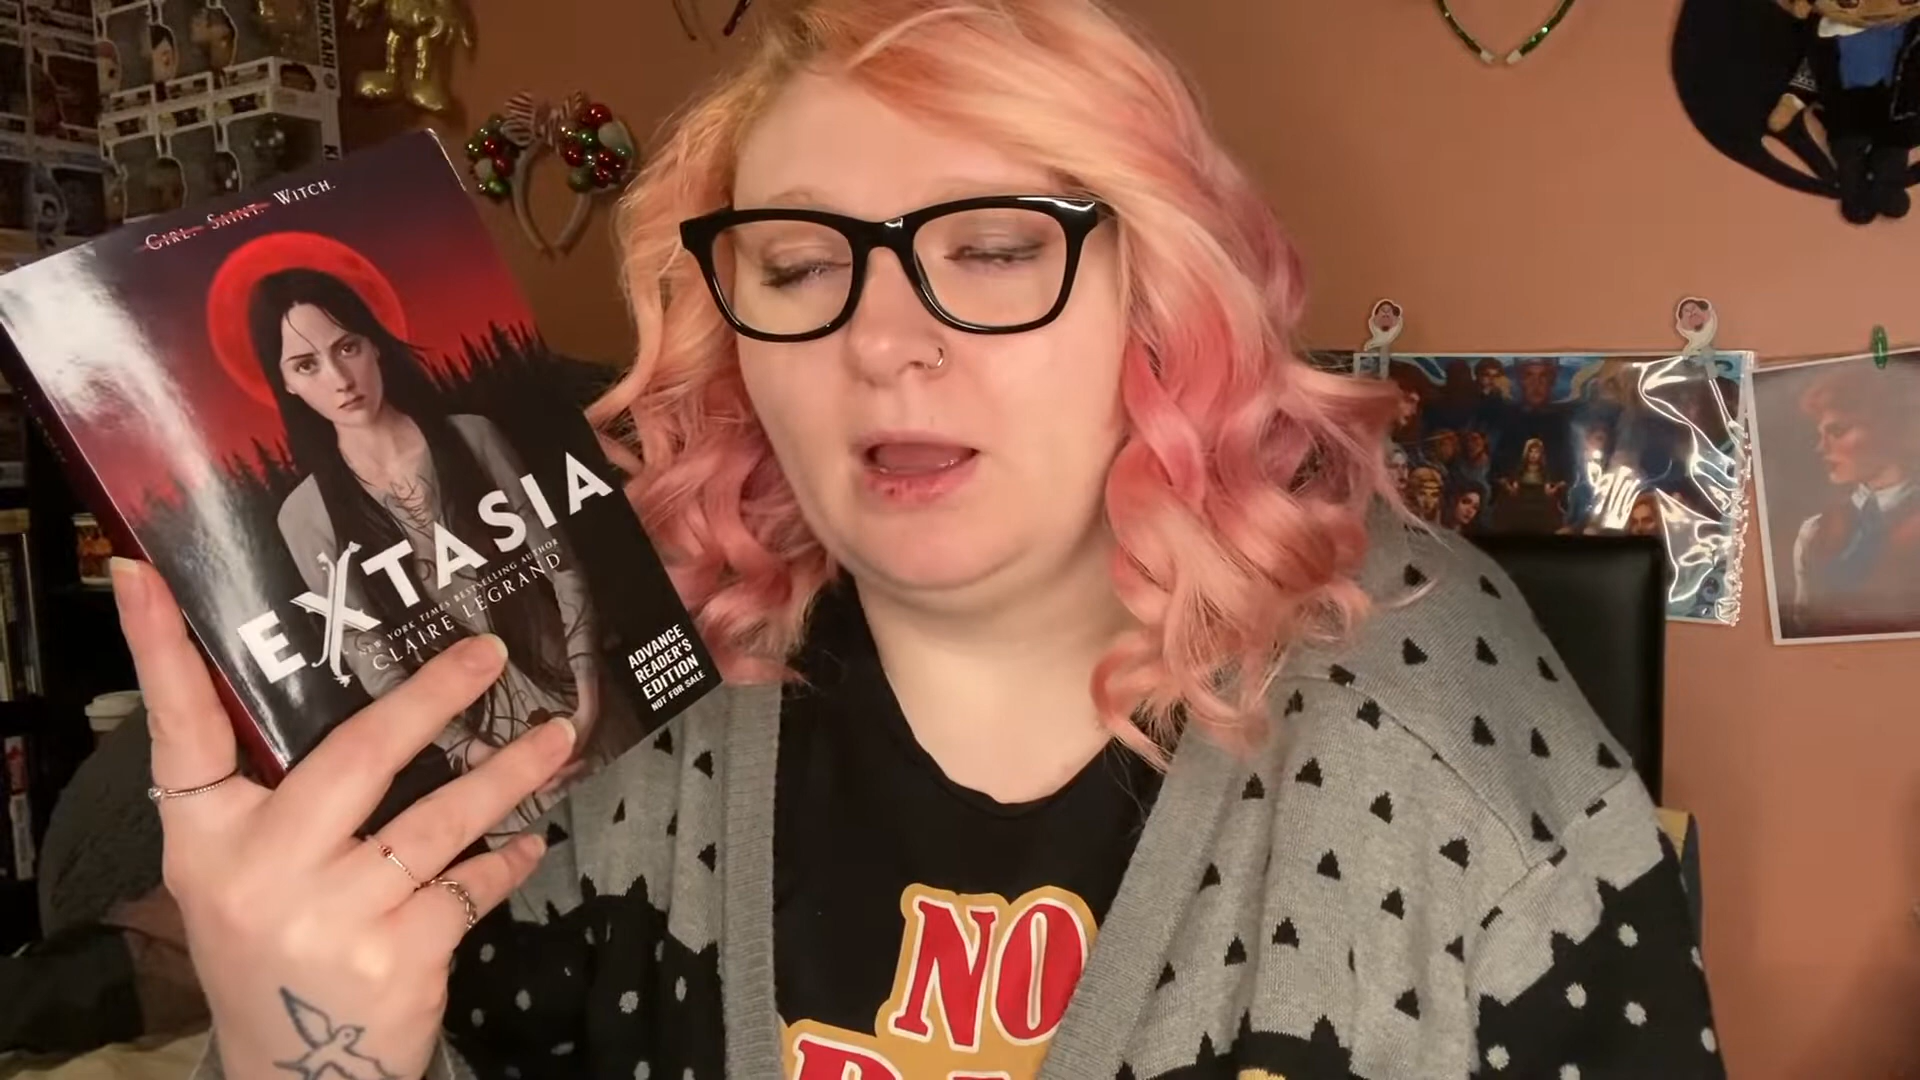 GIRL. SAINT. WITCH.
EXTASIA
NEW YORK TIMES BESTSELLING AUTHOR
CLAIRE LEGRAND
ADVANCE
READER'S
EDITION
NOT FOR SALE
NO